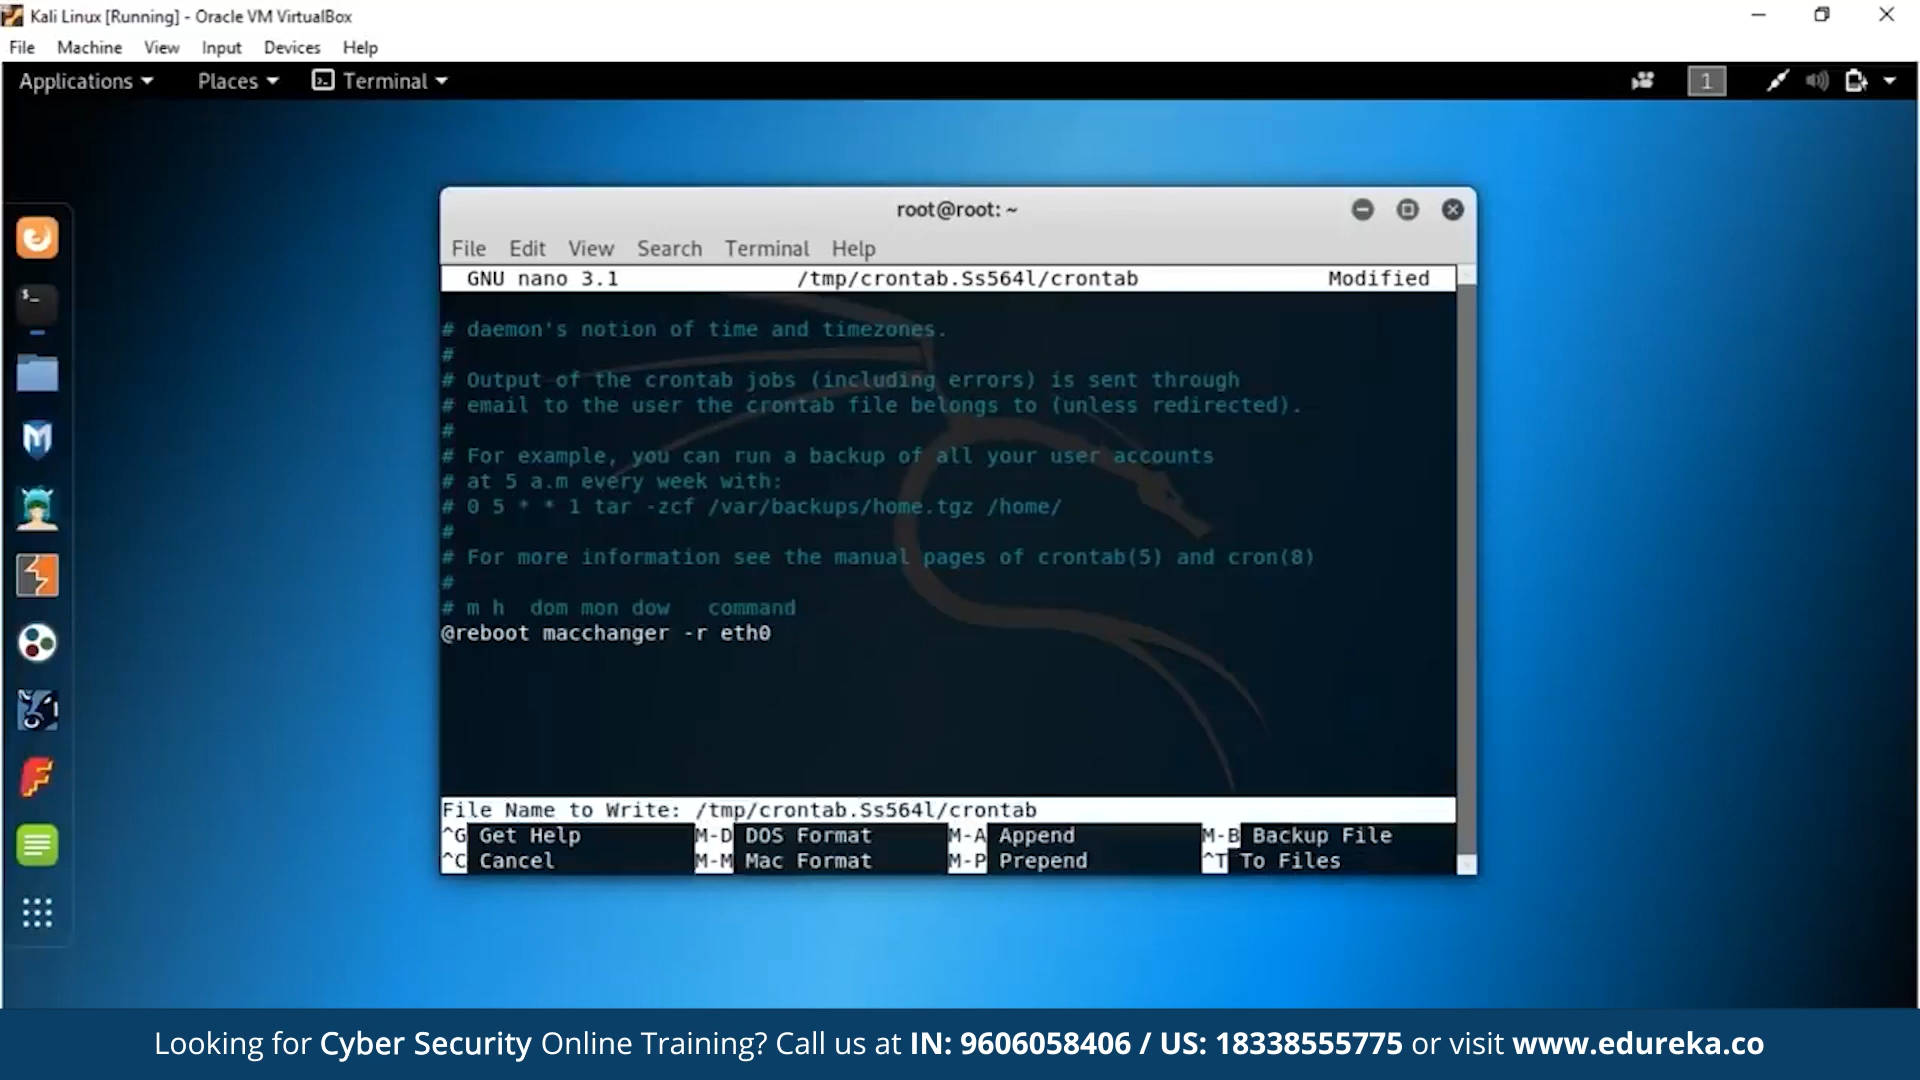 Kali Linux [Running] - Oracle VM VirtualBox
File Machine View Input Devices Help
Applications Places Terminal 1
root@root: ~
File Edit View Search Terminal Help
GNU nano 3.1 /tmp/crontab.Ss564l/crontab Modified
# daemon's notion of time and timezones.
#
# Output of the crontab jobs (including errors) is sent through
# email to the user the crontab file belongs to (unless redirected).
#
# For example, you can run a backup of all your user accounts
# at 5 a.m every week with:
# 0 5 * * 1 tar -zcf /var/backups/home.tgz /home/
#
# For more information see the manual pages of crontab(5) and cron(8)
#
# m h  dom mon dow   command
@reboot macchanger -r eth0
File Name to Write: /tmp/crontab.Ss564l/crontab
^G Get Help M-D DOS Format M-A Append M-B Backup File
^C Cancel M-M Mac Format M-P Prepend ^T To Files
Looking for Cyber Security Online Training? Call us at IN: 9606058406 / US: 18338555775 or visit www.edureka.co